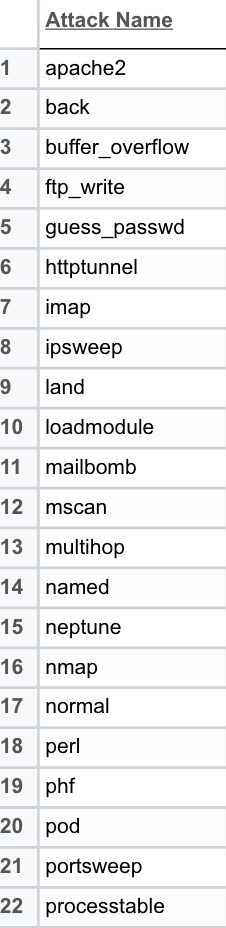 Attack Name
1 apache2
2 back
3 buffer_overflow
4 ftp_write
5 guess_passwd
6 httptunnel
7 imap
8 ipsweep
9 land
10 loadmodule
11 mailbomb
12 mscan
13 multihop
14 named
15 neptune
16 nmap
17 normal
18 perl
19 phf
20 pod
21 portsweep
22 processtable